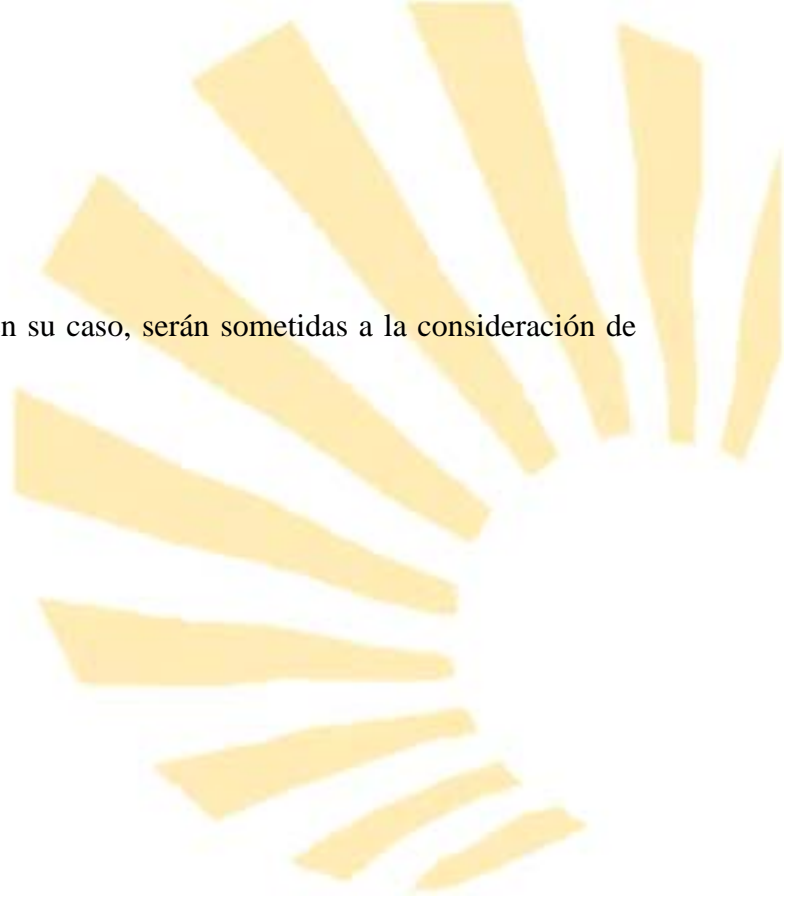 n su caso, serán sometidas a la consideración de